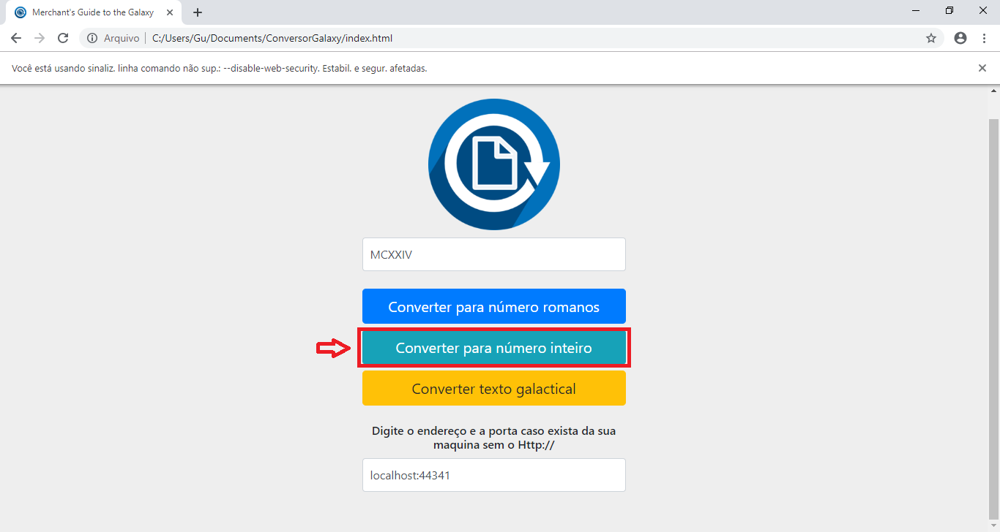 Merchant's Guide to the Galaxy
Arquivo C:/Users/Gu/Documents/ConversorGalaxy/index.html
Você está usando sinaliz. linha comando não sup.: --disable-web-security. Estabil. e segur. afetadas.
MCXXIV
Converter para número romanos
Converter para número inteiro
Converter texto galactical
Digite o endereço e a porta caso exista da sua
maquina sem o Http://
localhost:44341